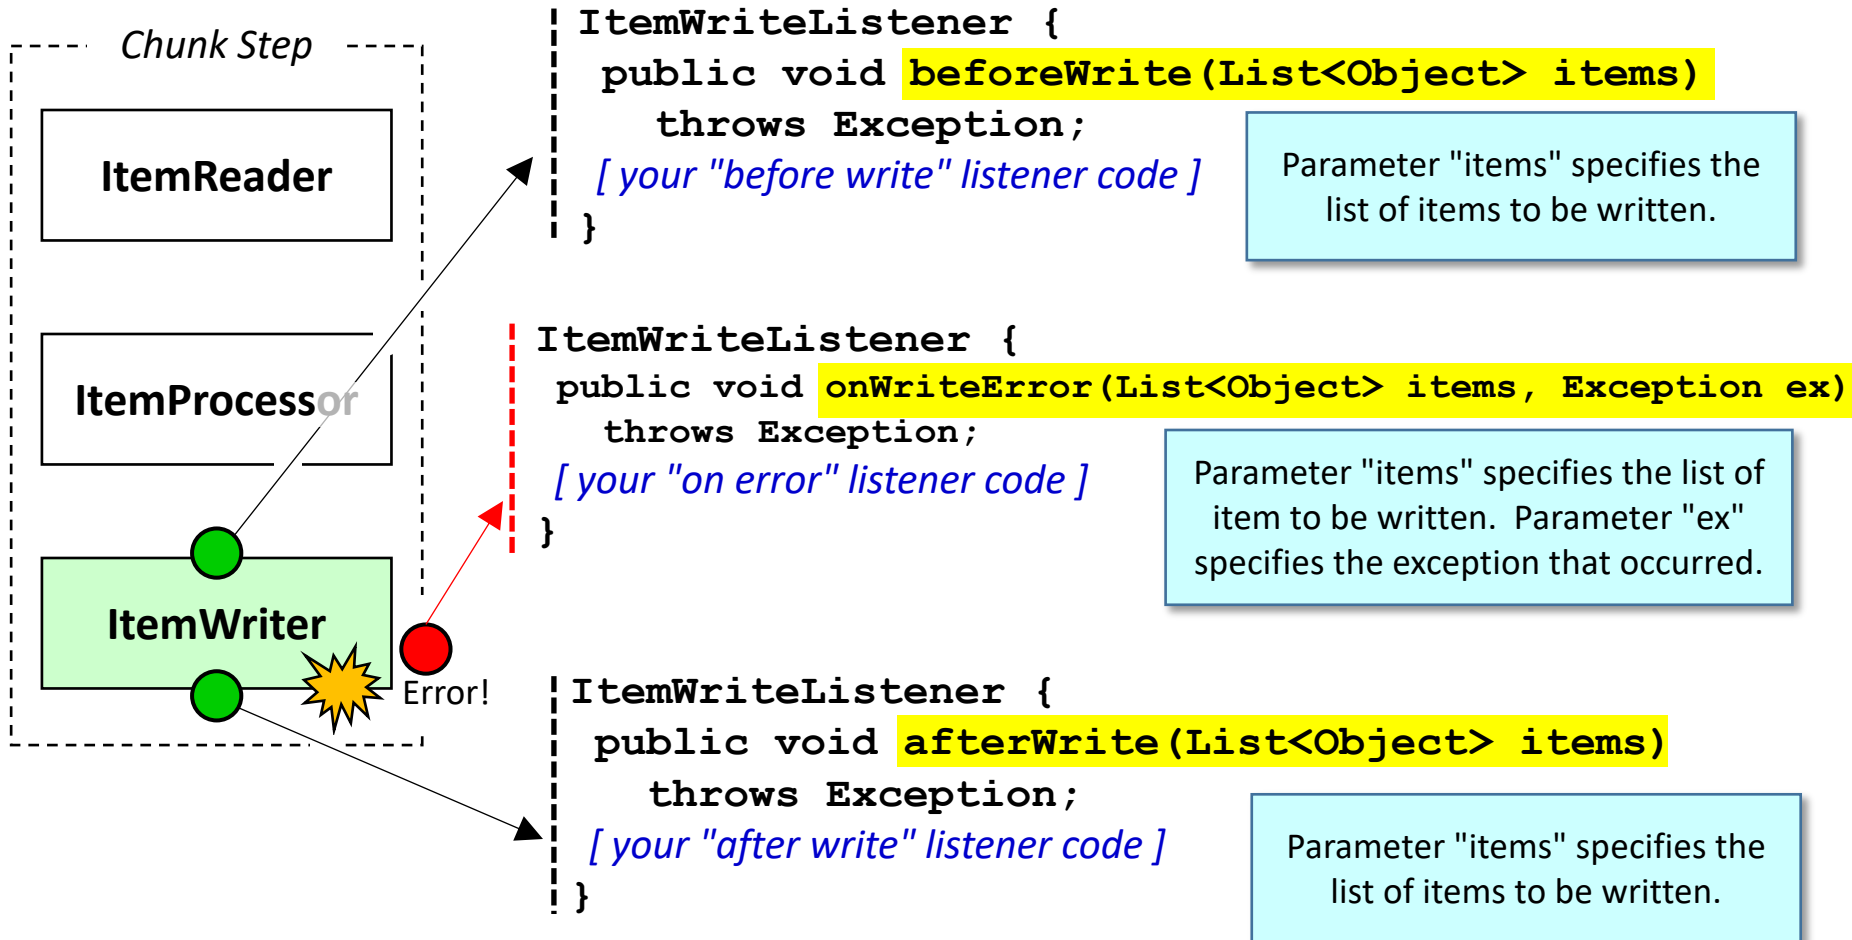 Chunk Step
ItemReader
ItemProcessor
ItemWriter
Error!
ItemWriteListener {
public void beforeWrite(List<Object> items)
throws Exception;
[ your "before write" listener code ]
}
Parameter "items" specifies the
list of items to be written.
ItemWriteListener {
public void onWriteError(List<Object> items, Exception ex)
throws Exception;
[ your "on error" listener code ]
}
Parameter "items" specifies the list of
item to be written. Parameter "ex"
specifies the exception that occurred.
ItemWriteListener {
public void afterWrite(List<Object> items)
throws Exception;
[ your "after write" listener code ]
}
Parameter "items" specifies the
list of items to be written.